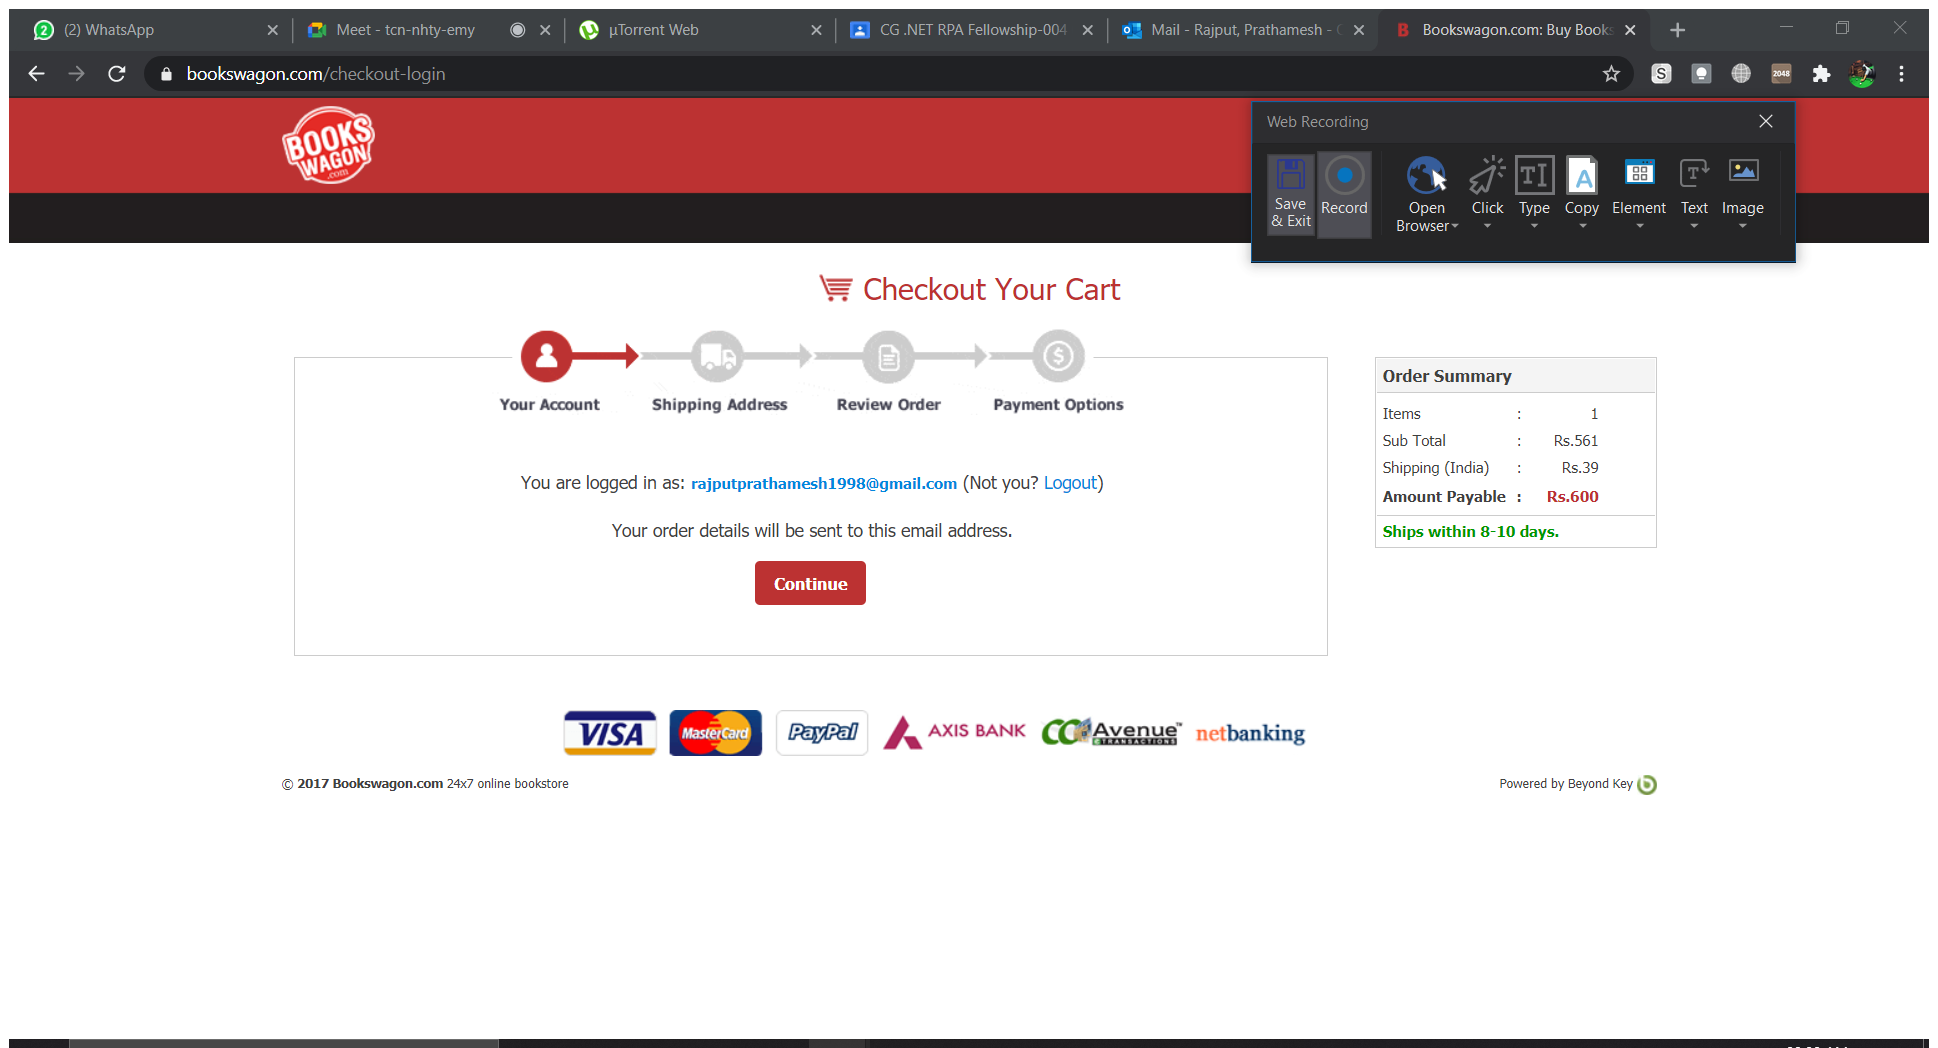 2 (2) WhatsApp
Meet - tcn-nhty-emy
µTorrent Web
CG .NET RPA Fellowship-004
Mail - Rajput, Prathamesh -
B Bookswagon.com: Buy Books
bookswagon.com/checkout-login
S
2048
BOOKS
WAGON
.com
Web Recording
Save
& Exit
Record
Open
Browser
Click
Type
Copy
Element
Text
Image
Checkout Your Cart
Your Account
Shipping Address
Review Order
Payment Options
You are logged in as: rajputprathamesh1998@gmail.com (Not you? Logout)
Your order details will be sent to this email address.
Continue
Order Summary
Items : 1
Sub Total : Rs.561
Shipping (India) : Rs.39
Amount Payable : Rs.600
Ships within 8-10 days.
VISA
MasterCard
PayPal
AXIS BANK
CCAvenue™
TRANSACTIONS
netbanking
© 2017 Bookswagon.com 24x7 online bookstore
Powered by Beyond Key